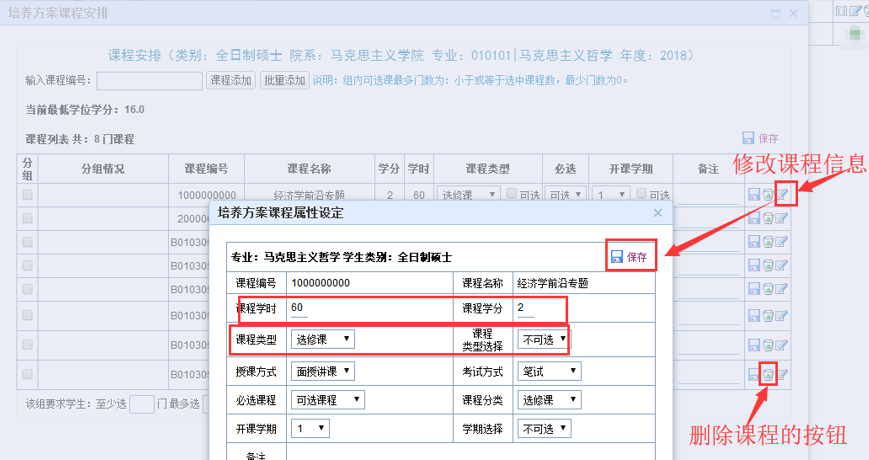 培养方案课程安排
课程安排（类别：全日制硕士 院系：马克思主义学院 专业：010101|马克思主义哲学 年度：2018）
输入课程编号： 课程添加 批量添加 说明：组内可选课最多门数为：小于或等于选中课程数，最少门数为0。
当前最低学位学分：16.0
课程列表 共：8 门课程 保存
分组 分组情况 课程编号 课程名称 学分 学时 课程类型 必选 开课学期 备注
修改课程信息
1000000000 经济学前沿专题 2 60 选修课 可选 可选 1 可选
培养方案课程属性设定
专业：马克思主义哲学 学生类别：全日制硕士 保存
课程编号 1000000000 课程名称 经济学前沿专题
课程学时 60 课程学分 2
课程类型 选修课 课程
类型选择 不可选
授课方式 面授讲课 考试方式 笔试
必选课程 可选课程 课程分类 选修课
开课学期 1 学期选择 不可选
备注
20000
B01030
B01030
B01030
B01030
B01030
B01030
该组要求学生：至少选 门 最多选
删除课程的按钮